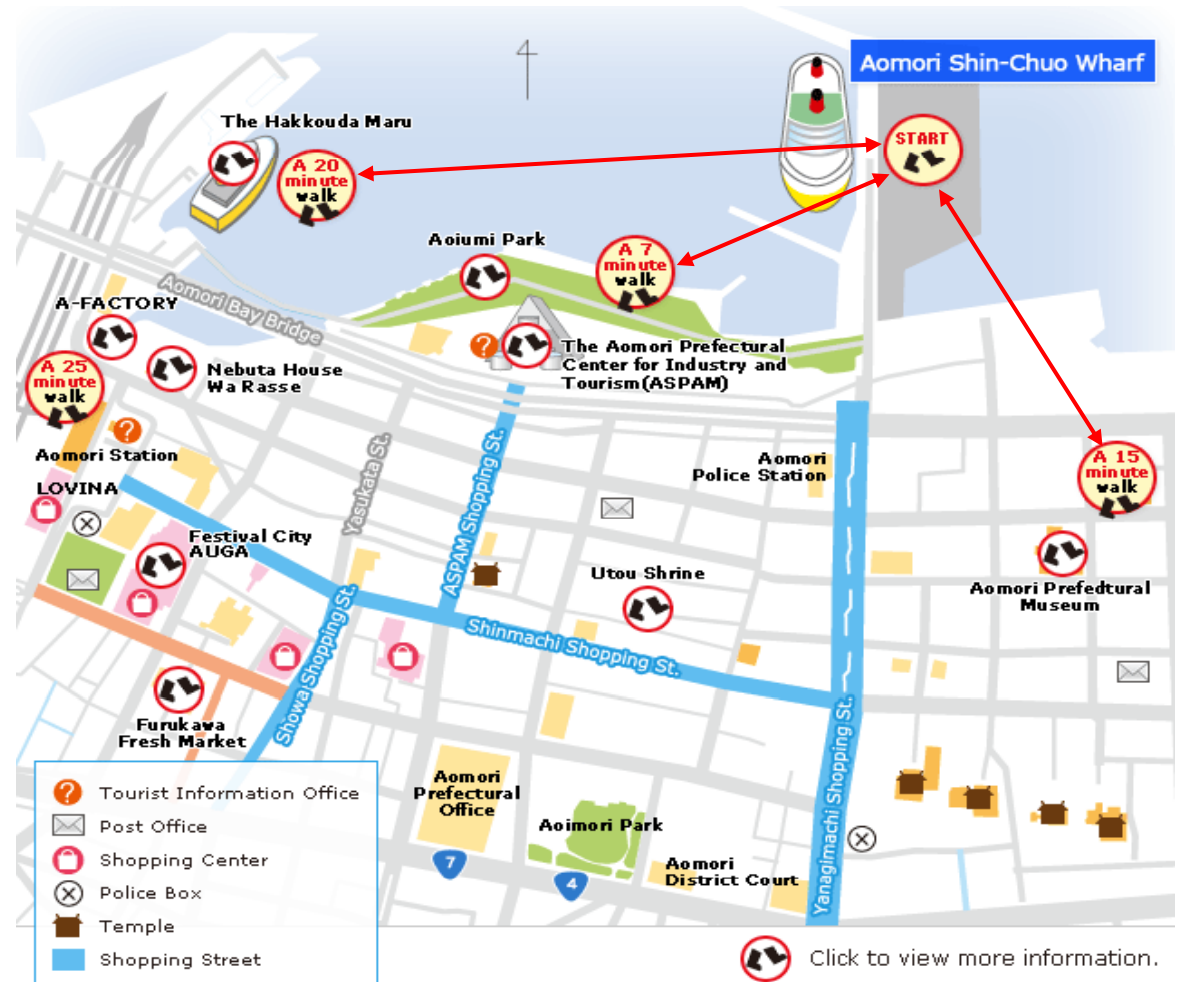 Aomori Shin-Chuo Wharf
The Hakkouda Maru
START
A 20
minute
walk
Aoiumi Park
A 7
minute
walk
Aomori Bay Bridge
A-FACTORY
The Aomori Prefectural
Center for Industry and
Tourism(ASPAM)
Nebuta House
Wa Rasse
A 25
minute
walk
Aomori Station
Yasukata St.
ASPAM Shopping St.
Aomori
Police Station
A 15
minute
walk
LOVINA
Festival City
AUGA
Utou Shrine
Aomori Prefedtural
Museum
Shinmachi Shopping St.
Showa Shopping St.
Furukawa
Fresh Market
Yanagimachi Shopping St.
Aomori
Prefectural
Office
Aoimori Park
7
4
Aomori
District Court
Tourist Information Office
Post Office
Shopping Center
Police Box
Temple
Shopping Street
Click to view more information.